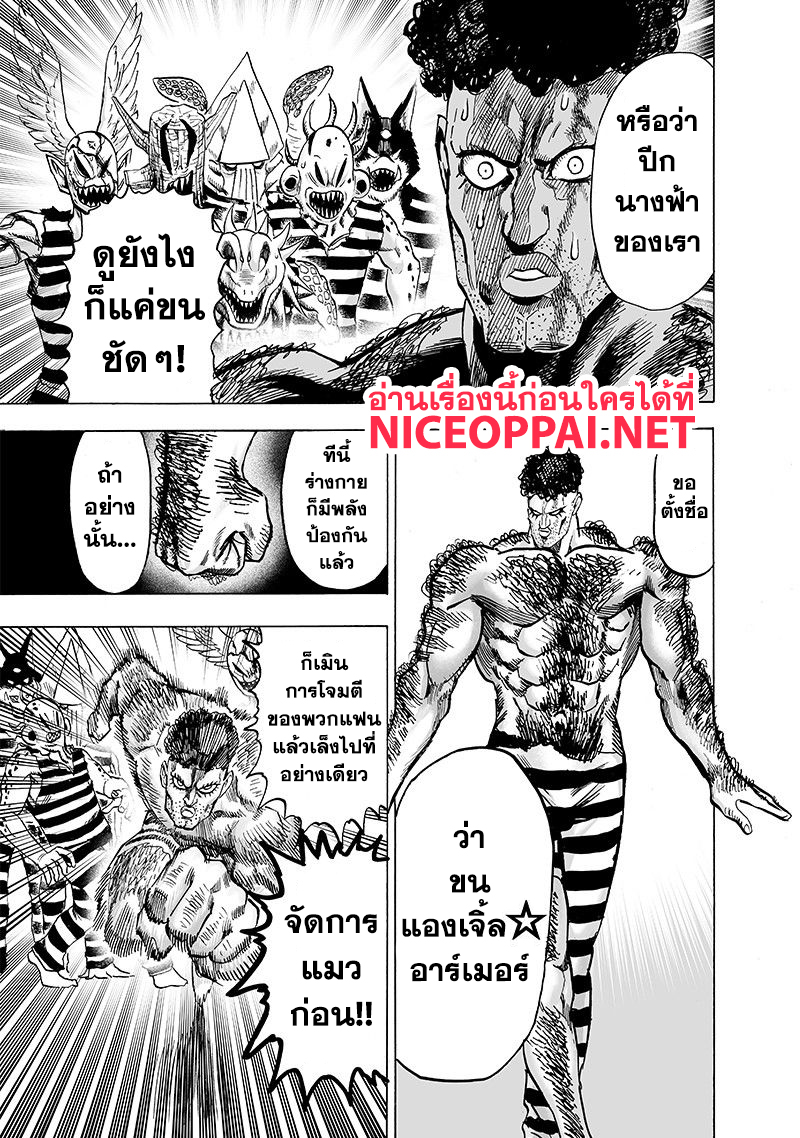 หรือว่า
ปีก
นางฟ้า
ของเรา
ดูยังไง
ก็แค่ขน
ชัดๆ!
อ่านเรื่องนี้ก่อนใครได้ที่
NICEOPPAI.NET
ขอ
ตั้งชื่อ
ว่า
ขน
แองเจิ้ล☆
อาร์เมอร์
ทีนี้
ร่างกาย
ก็มีพลัง
ป้องกัน
แล้ว
ถ้า
อย่าง
นั้น...
ก็เมิน
การโจมตี
ของพวกแฟน
แล้วเล็งไปที่
อย่างเดียว
จัดการ
แมว
ก่อน!!